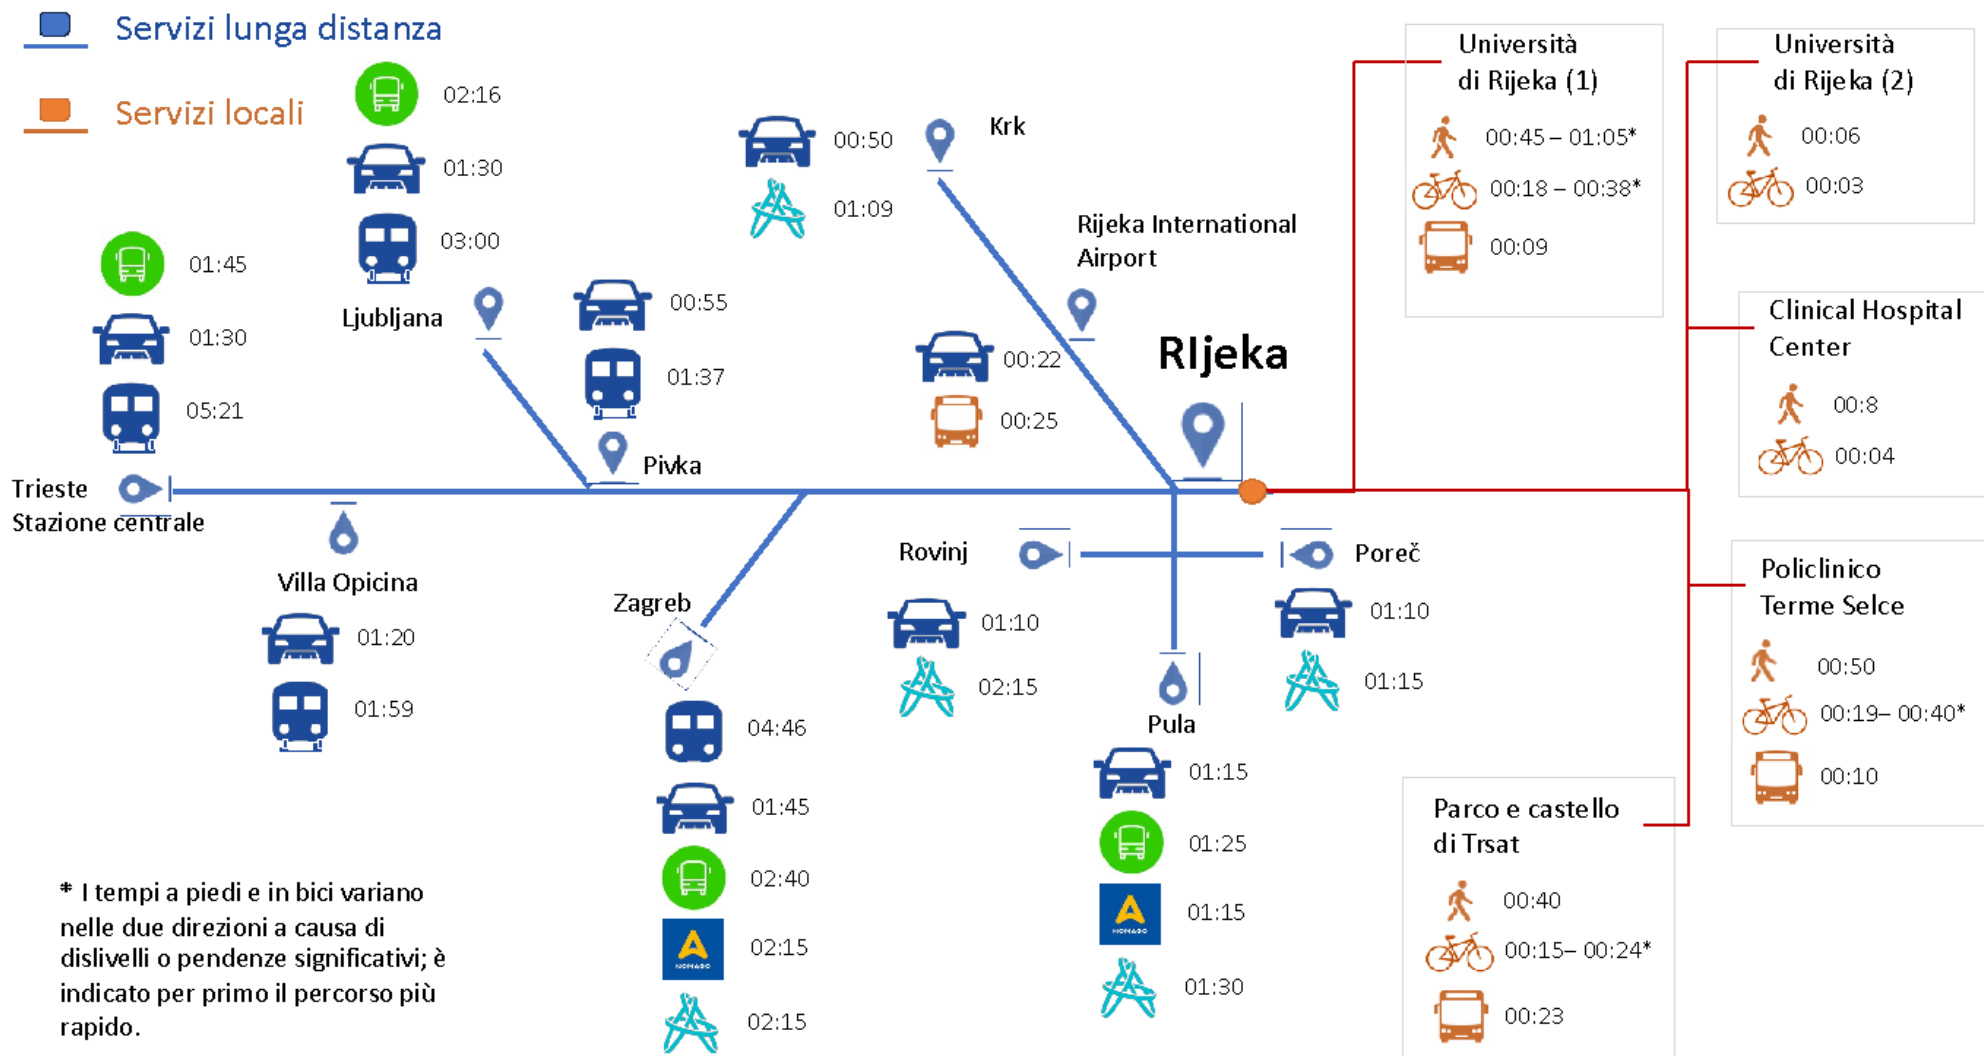 Servizi lunga distanza
Servizi locali
02:16
01:30
03:00
Ljubljana
01:45
01:30
05:21
Trieste
Stazione centrale
Villa Opicina
01:20
01:59
00:55
01:37
Pivka
Zagreb
04:46
01:45
02:40
NOMAGO
02:15
02:15
00:50
01:09
Krk
Rijeka International
Airport
00:22
00:25
RIjeka
Rovinj
01:10
02:15
Poreč
01:10
01:15
Pula
01:15
01:25
NOMAGO
01:15
01:30
Università
di Rijeka (1)
00:45 – 01:05*
00:18 – 00:38*
00:09
Università
di Rijeka (2)
00:06
00:03
Clinical Hospital
Center
00:8
00:04
Policlinico
Terme Selce
00:50
00:19– 00:40*
00:10
Parco e castello
di Trsat
00:40
00:15– 00:24*
00:23
* I tempi a piedi e in bici variano
nelle due direzioni a causa di
dislivelli o pendenze significativi; è
indicato per primo il percorso più
rapido.